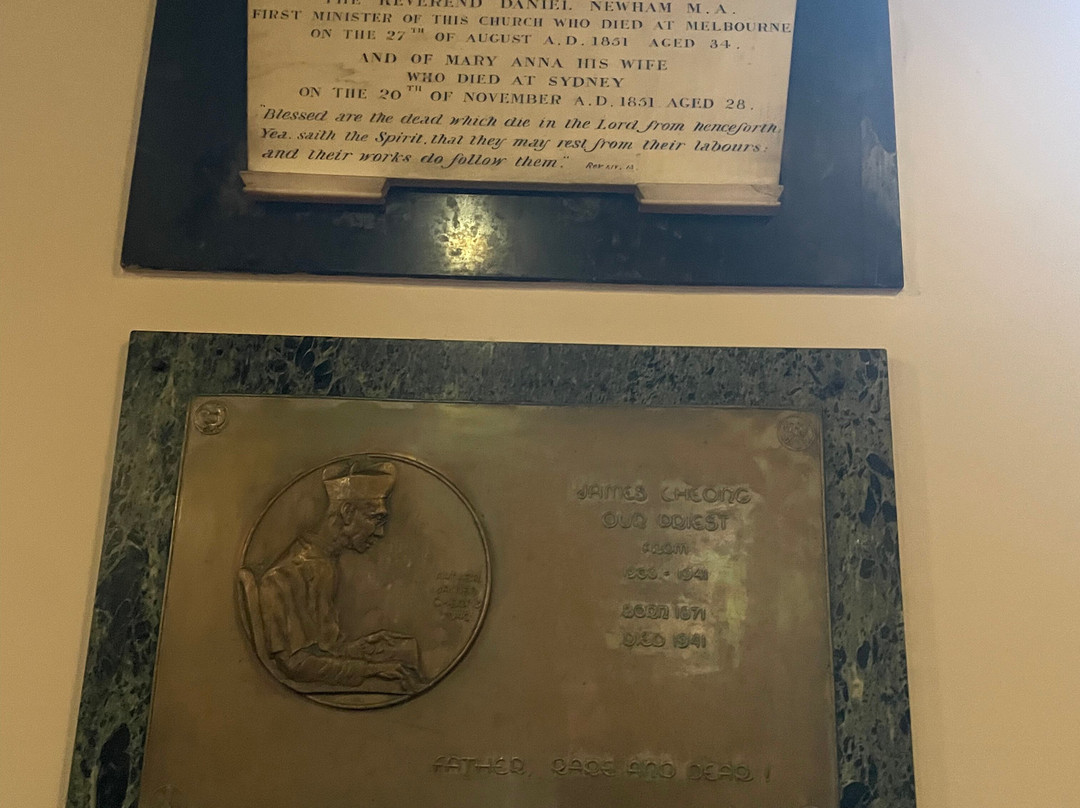 THE REVEREND DANIEL NEWHAM M.A.
FIRST MINISTER OF THIS CHURCH WHO DIED AT MELBOURNE
ON THE 27TH OF AUGUST A.D. 1851 AGED 34.
AND OF MARY ANNA HIS WIFE
WHO DIED AT SYDNEY
ON THE 20TH OF NOVEMBER A.D. 1851 AGED 28.
"Blessed are the dead which die in the Lord from henceforth
Yea, saith the Spirit, that they may rest from their labours;
and their works do follow them."
JAMES CHEONG
OUR PRIEST
FROM
- 1941
BORN 1871
DIED 1941
FATHER
JAMES
CHEONG
FATHER, RARE AND DEAR!